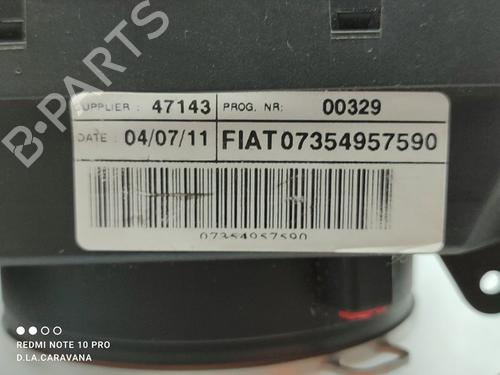 B-PARTS
SUPPLIER : 47143 PROG. NR: 00329
DATE : 04/07/11 FIAT07354957590
07354957590
REDMI NOTE 10 PRO
D.LA.CARAVANA